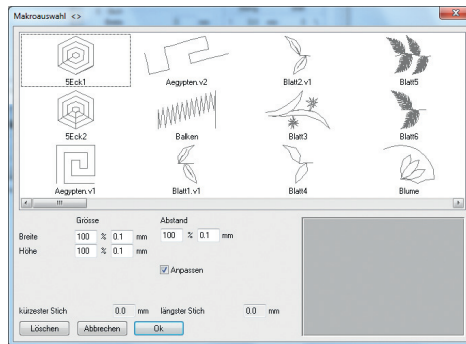 Makroauswahl <>
5Eck1 Aegypten.v2 Blatt2.v1 Blatt5
5Eck2 Balken Blatt3 Blatt6
Aegypten.v1 Blatt1.v1 Blatt4 Blume
Grösse Abstand
Breite 100 % 0.1 mm 100 % 0.1 mm
Höhe 100 % 0.1 mm
Anpassen
kürzester Stich 0.0 mm längster Stich 0.0 mm
Löschen Abbrechen Ok